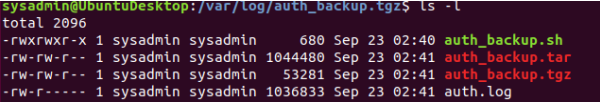 sysadmin@UbuntuDesktop:/var/log/auth_backup.tgz$ ls -l
total 2096
-rwxrwxr-x 1 sysadmin sysadmin     680 Sep 23 02:40 auth_backup.sh
-rw-rw-r-- 1 sysadmin sysadmin 1044480 Sep 23 02:41 auth_backup.tar
-rw-rw-r-- 1 sysadmin sysadmin   53281 Sep 23 02:41 auth_backup.tgz
-rw-r----- 1 sysadmin sysadmin 1036833 Sep 23 02:41 auth.log